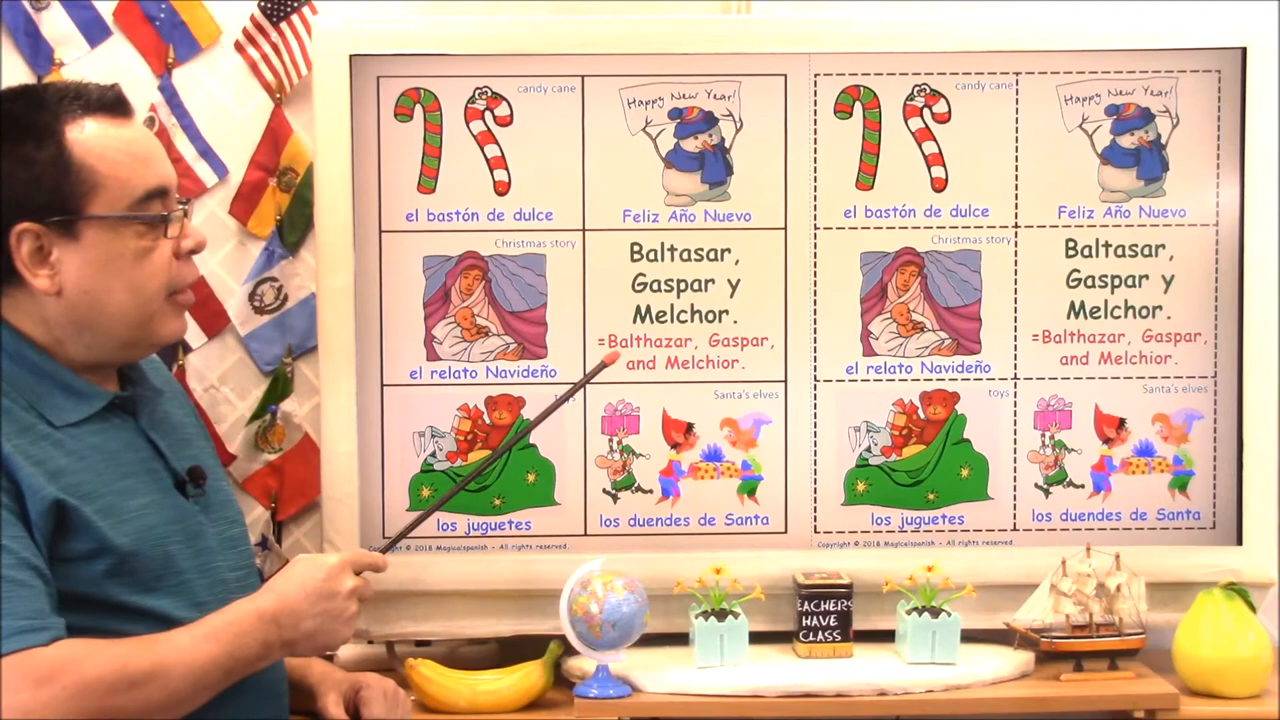 candy cane
Happy New Year!
el bastón de dulce
Feliz Año Nuevo
Christmas story
Baltasar,
Gaspar y
Melchor.
=Balthazar, Gaspar,
and Melchior.
el relato Navideño
toys
Santa's elves
los juguetes
los duendes de Santa
Copyright © 2018 Magicalspanish - All rights reserved.
candy cane
Happy New Year!
el bastón de dulce
Feliz Año Nuevo
Christmas story
Baltasar,
Gaspar y
Melchor.
=Balthazar, Gaspar,
and Melchior.
el relato Navideño
toys
Santa's elves
los juguetes
los duendes de Santa
Copyright © 2018 Magicalspanish - All rights reserved.
EACHERS
HAVE
CLASS